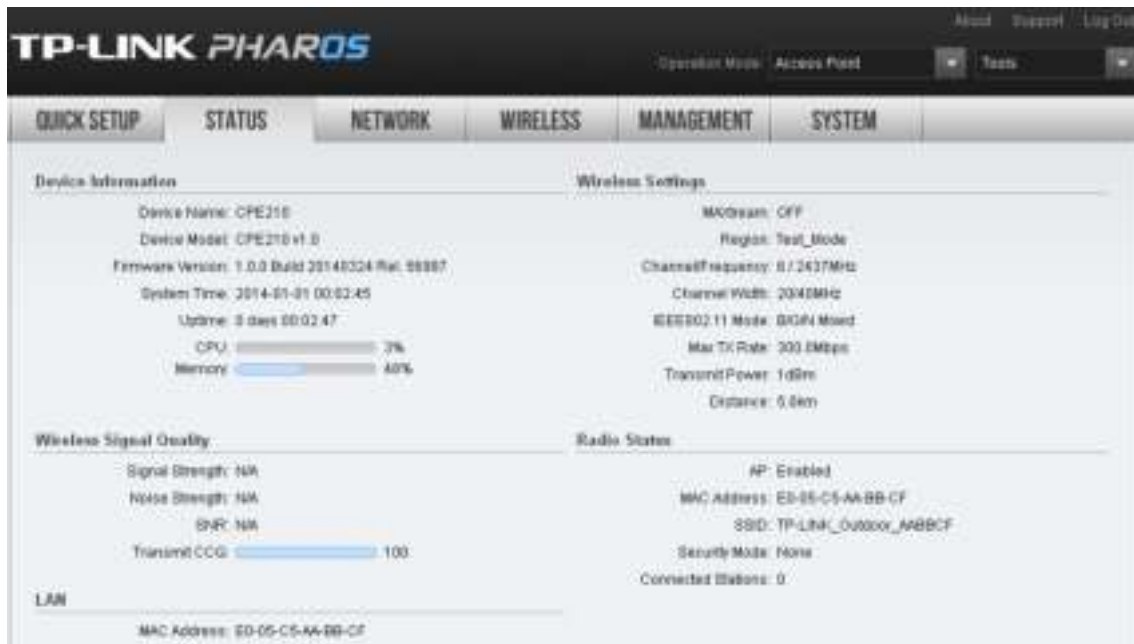 About Support Log Out
TP-LINK PHAROS
Operation Mode: Access Point Tools
QUICK SETUP STATUS NETWORK WIRELESS MANAGEMENT SYSTEM
Device Information
Device Name: CPE210
Device Model: CPE210 v1.0
Firmware Version: 1.0.0 Build 20140324 Rel.
System Time: 2014-01-01 00:02:45
Uptime: 0 days 00:02:47
CPU: 3%
Memory: 48%
Wireless Settings
MAXtream: OFF
Region: Test_Mode
Channel/Frequency: 6 / 2437MHz
Channel Width: 20/40MHz
IEEE802.11 Mode: B/G/N Mixed
Max TX Rate: 300.0Mbps
Transmit Power: 1dBm
Distance:
Wireless Signal Quality
Signal Strength: N/A
Noise Strength: N/A
SNR: N/A
Transmit CCQ: 100
Radio Status
AP: Enabled
MAC Address: E0-05-C5-AA-BB-CF
SSID: TP-LINK_Outdoor_AABBCF
Security Mode: None
Connected Stations: 0
LAN
MAC Address: E0-05-C5-AA-BB-CF